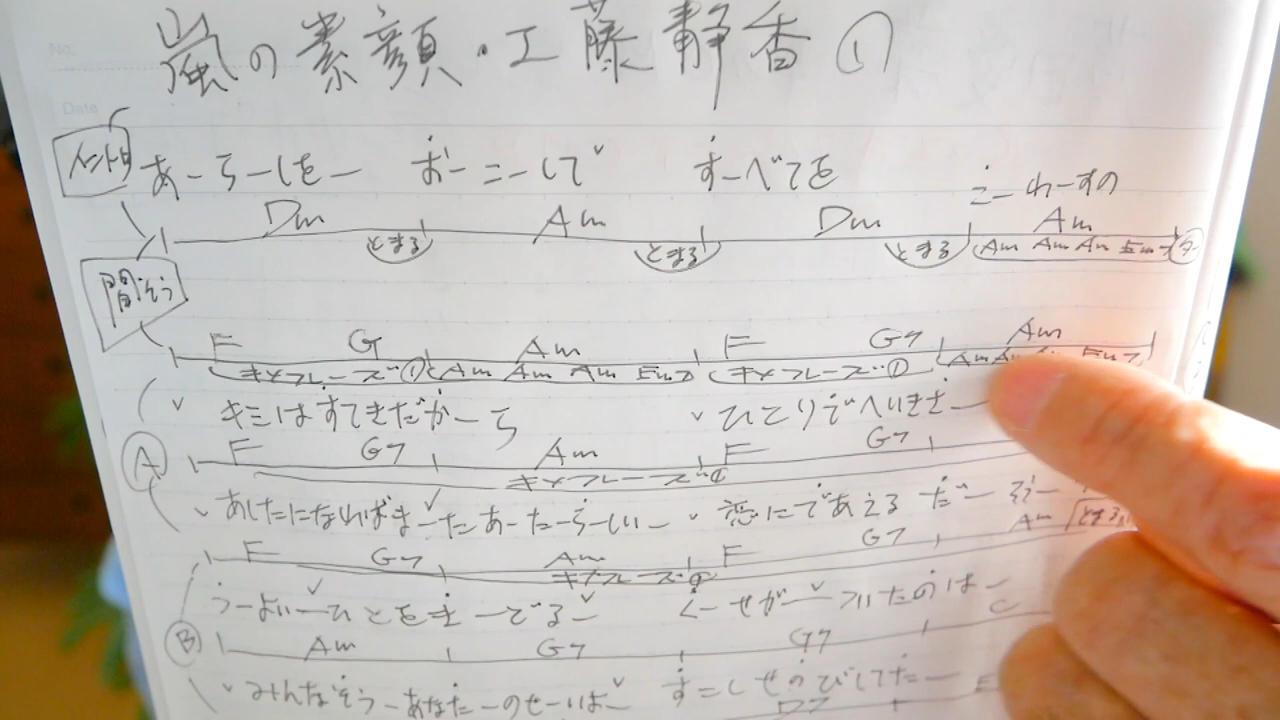 No.
嵐の素顔・工藤静香 ①
Date
イントロ あーらーしをー おーこーして すーべてを こーわーすの
Dm Am Dm Am
とまる とまる とまる Am Am Am Em7
間そう
F G Am F G7 Am
キメフレーズ① Am Am Am Em7 キメフレーズ① Am Em7
キミはすてきだかーら ひとりでへいきさー
Ⓐ F G7 Am F G7
キメフレーズ①
あしたになればまーたあーたーらーしいー 恋にであえるだー
F G7 Am F G7 Am とまる
キメフレーズ①
つーよいーひとをえーでるー くーせがーついたのはー
Ⓑ Am G7 G7 C
みんなそうーあなたーのせーいよー すこしせのびしてたー
D7 E